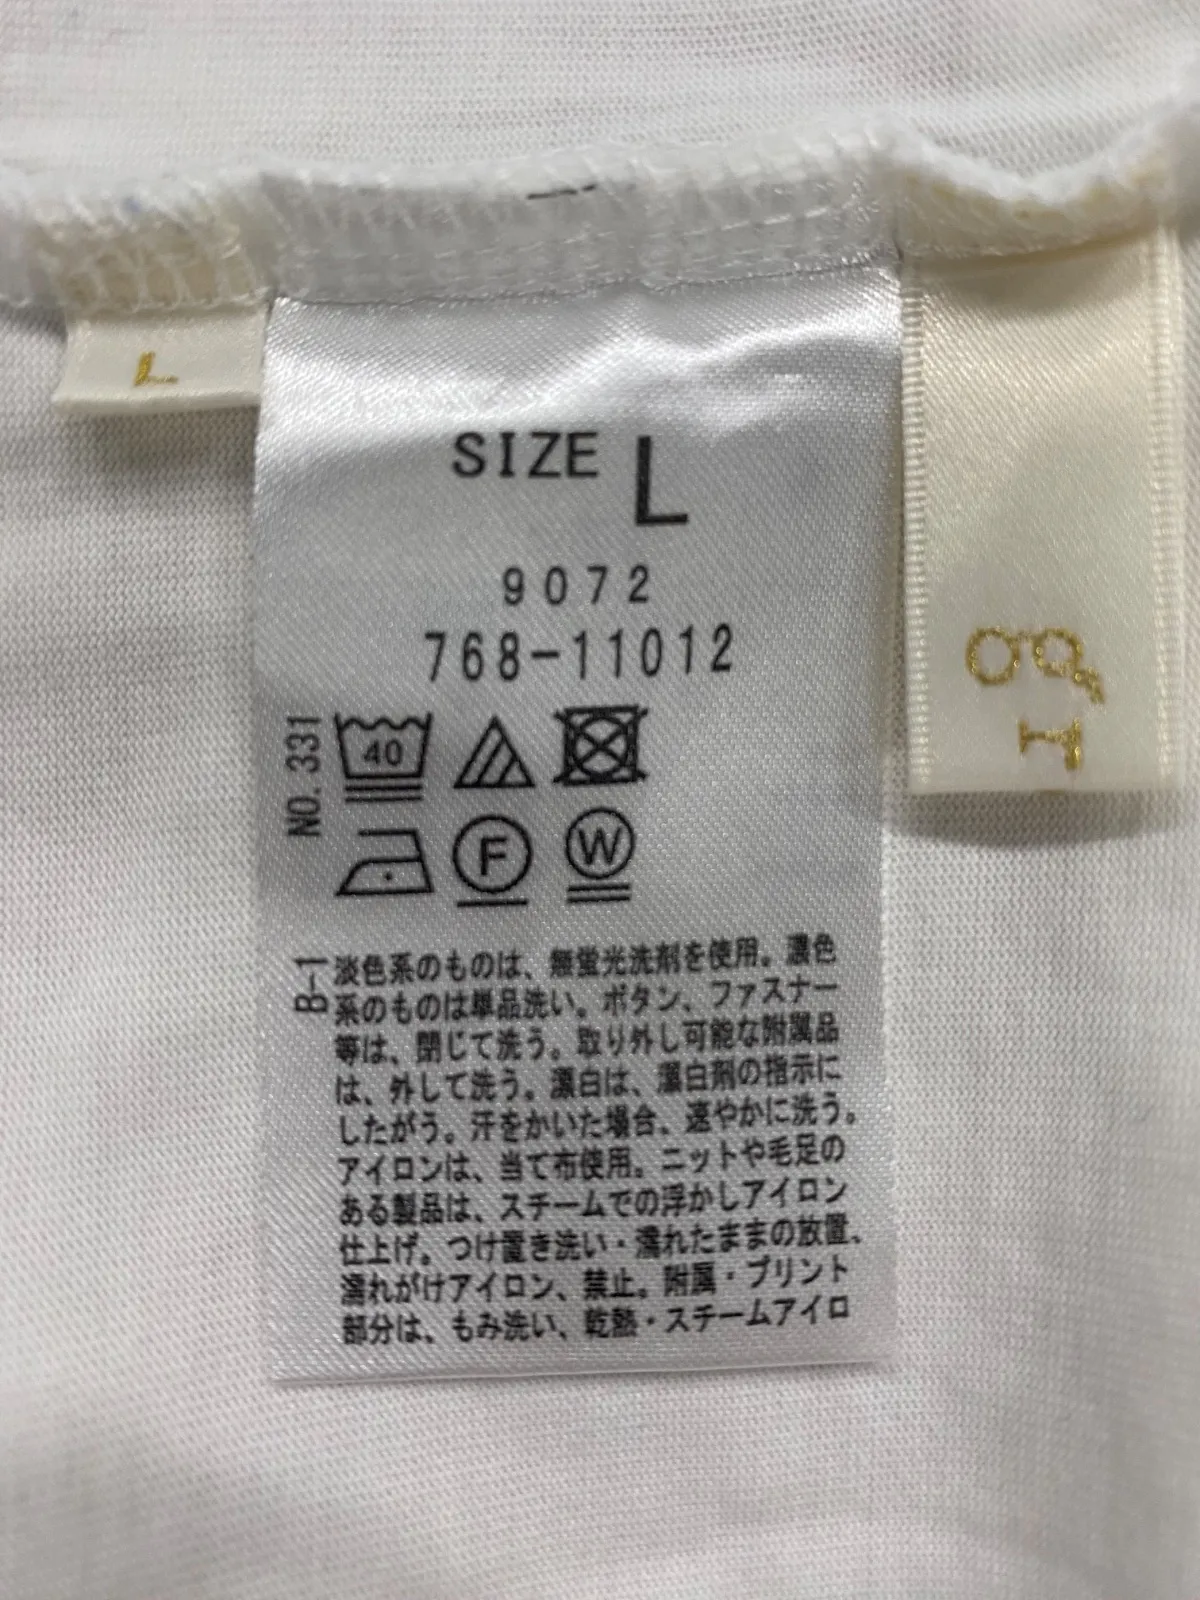 L
SIZE L
9072
768-11012
NO. 331
40
F
W
B-1
淡色系のものは、無蛍光洗剤を使用。濃色
系のものは単品洗い。ボタン、ファスナー
等は、閉じて洗う。取り外し可能な附属品
は、外して洗う。漂白は、漂白剤の指示に
したがう。汗をかいた場合、速やかに洗う。
アイロンは、当て布使用。ニットや毛足の
ある製品は、スチームでの浮かしアイロン
仕上げ。つけ置き洗い・濡れたままの放置、
濡れがけアイロン、禁止。附属・プリント
部分は、もみ洗い、乾熱・スチームアイロ